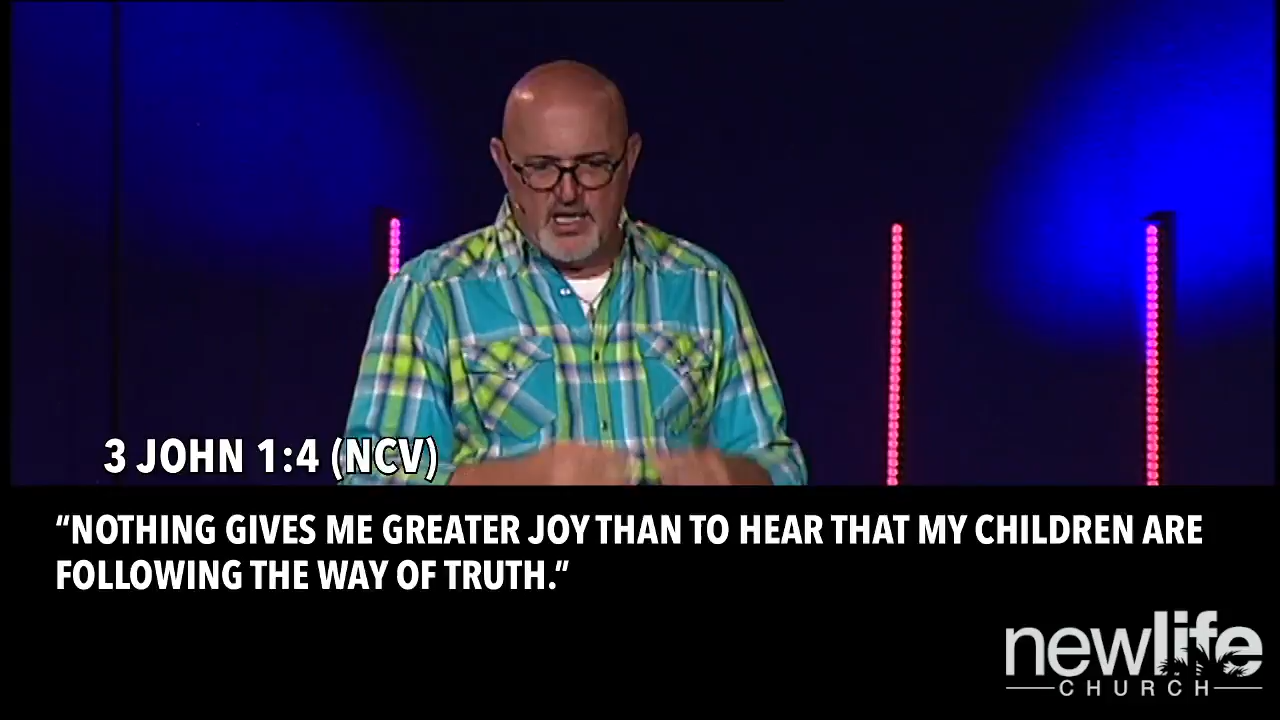 3 JOHN 1:4 (NCV)
“NOTHING GIVES ME GREATER JOY THAN TO HEAR THAT MY CHILDREN ARE
FOLLOWING THE WAY OF TRUTH.”
newlife
CHURCH